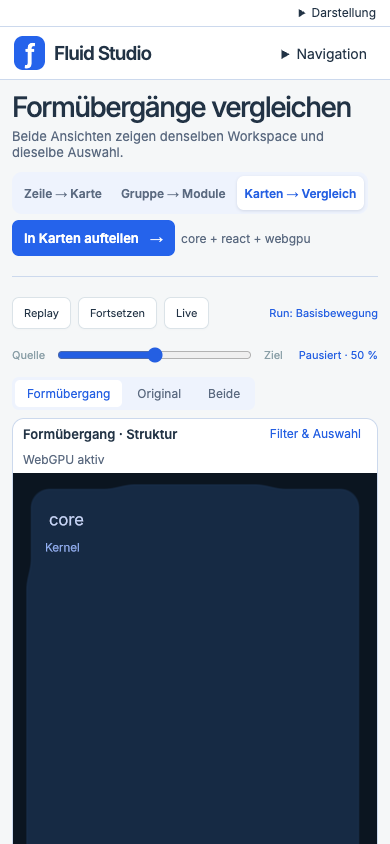 ▶ Darstellung
f Fluid Studio
▶ Navigation
Formübergänge vergleichen
Beide Ansichten zeigen denselben Workspace und
dieselbe Auswahl.
Zeile → Karte Gruppe → Module Karten → Vergleich
In Karten aufteilen → core + react + webgpu
Replay Fortsetzen Live Run: Basisbewegung
Quelle Ziel Pausiert · 50 %
Formübergang Original Beide
Formübergang · Struktur Filter & Auswahl
WebGPU aktiv
core
Kernel